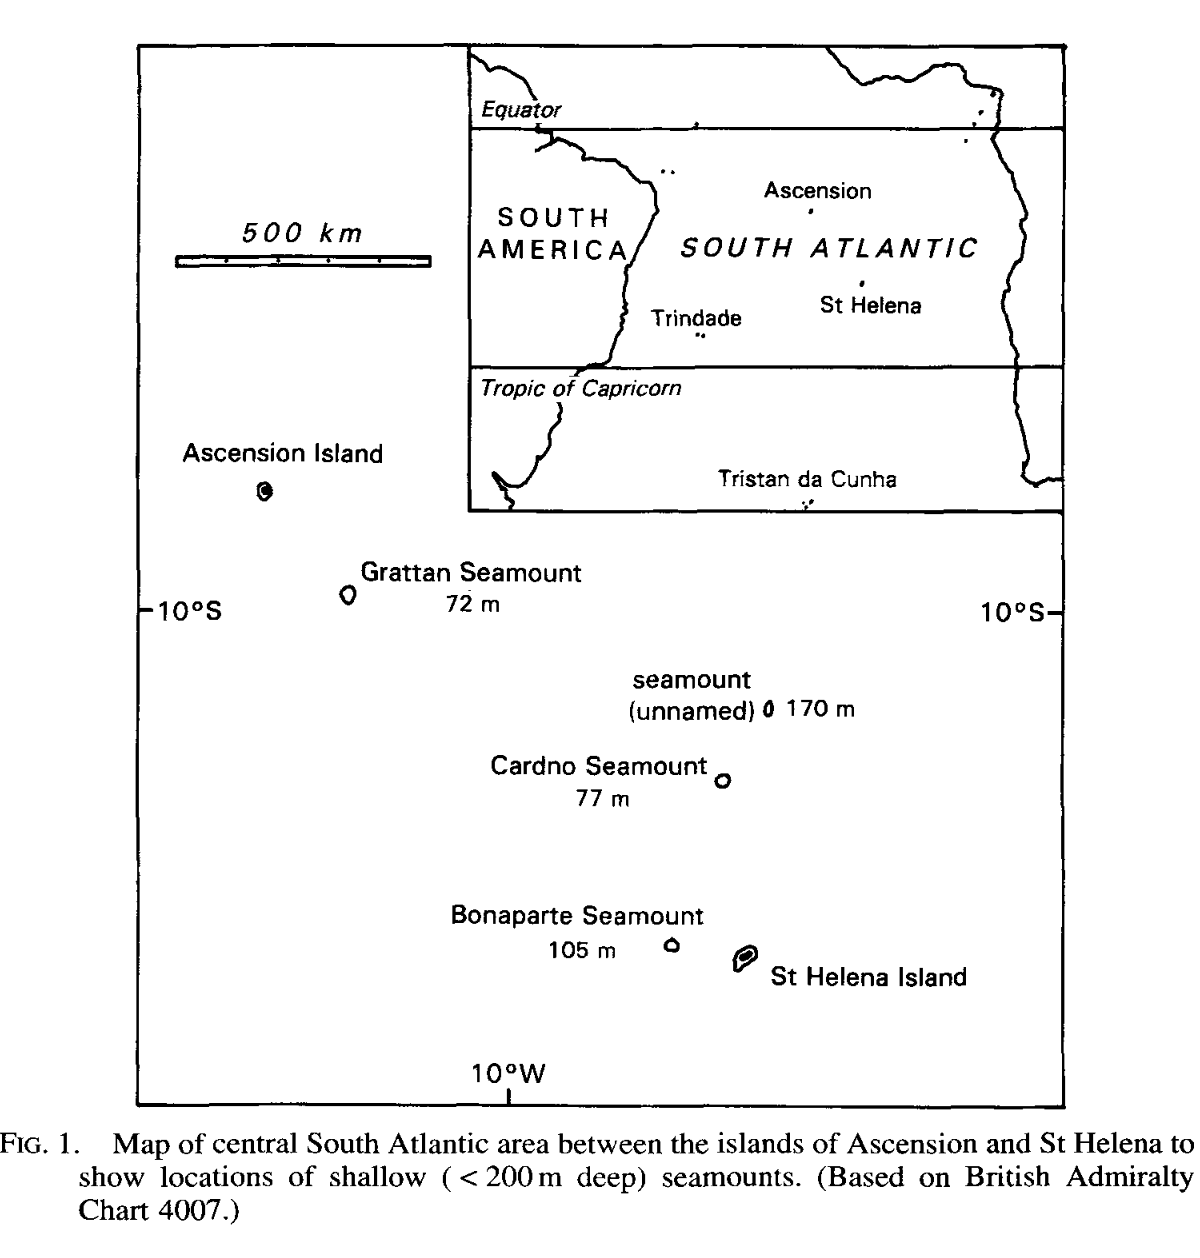 Equator
Ascension
SOUTH
AMERICA
SOUTH ATLANTIC
St Helena
Trindade
Tropic of Capricorn
Tristan da Cunha
500 km
Ascension Island
Grattan Seamount
72 m
10°S
10°S
seamount
(unnamed) 170 m
Cardno Seamount
77 m
Bonaparte Seamount
105 m
St Helena Island
10°W
FIG. 1. Map of central South Atlantic area between the islands of Ascension and St Helena to
show locations of shallow (<200 m deep) seamounts. (Based on British Admiralty
Chart 4007.)